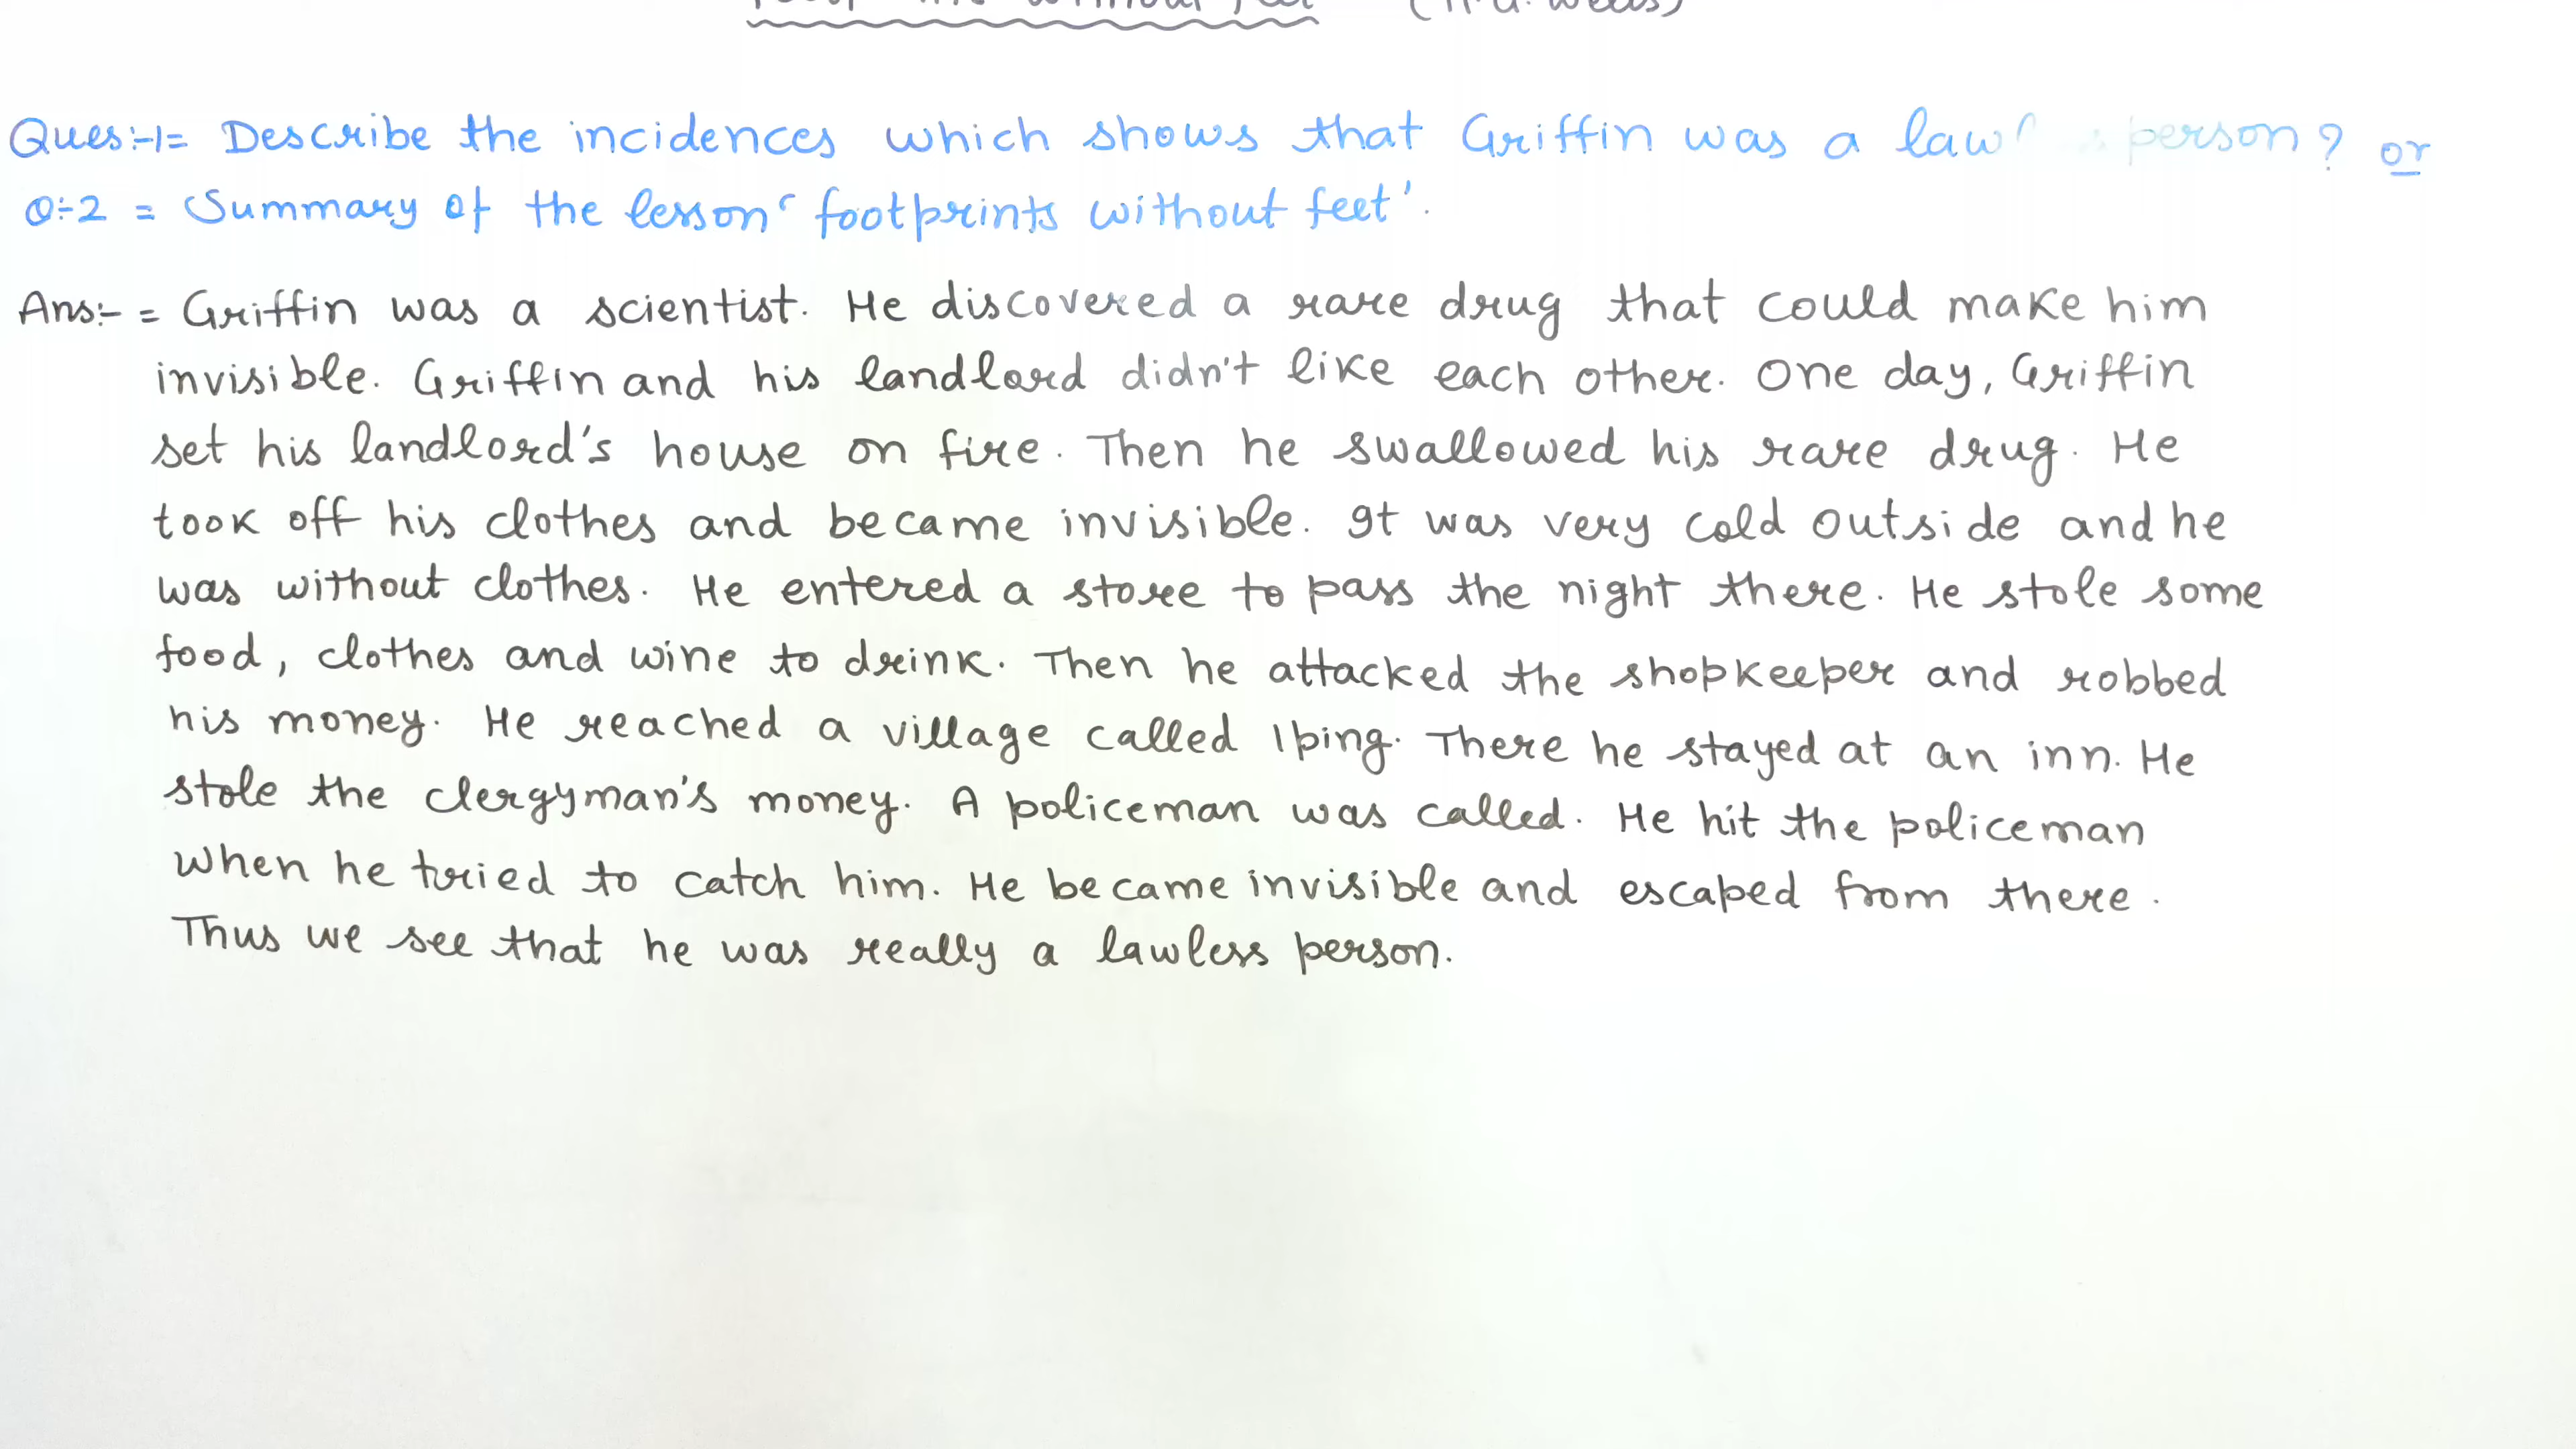 without feet
Ques:-1= Describe the incidences which shows that Griffin was a law person? or
Q:-2 = Summary of the lesson ' footprints without feet'.
Ans:- = Griffin was a scientist. He discovered a rare drug that could make him
invisible. Griffin and his landlord didn't like each other. One day, Griffin
set his landlord's house on fire. Then he swallowed his rare drug. He
took off his clothes and became invisible. It was very cold outside and he
was without clothes. He entered a store to pass the night there. He stole some
food, clothes and wine to drink. Then he attacked the shopkeeper and robbed
his money. He reached a village called Iping. There he stayed at an inn. He
stole the clergyman's money. A policeman was called. He hit the policeman
when he tried to catch him. He became invisible and escaped from there.
Thus we see that he was really a lawless person.